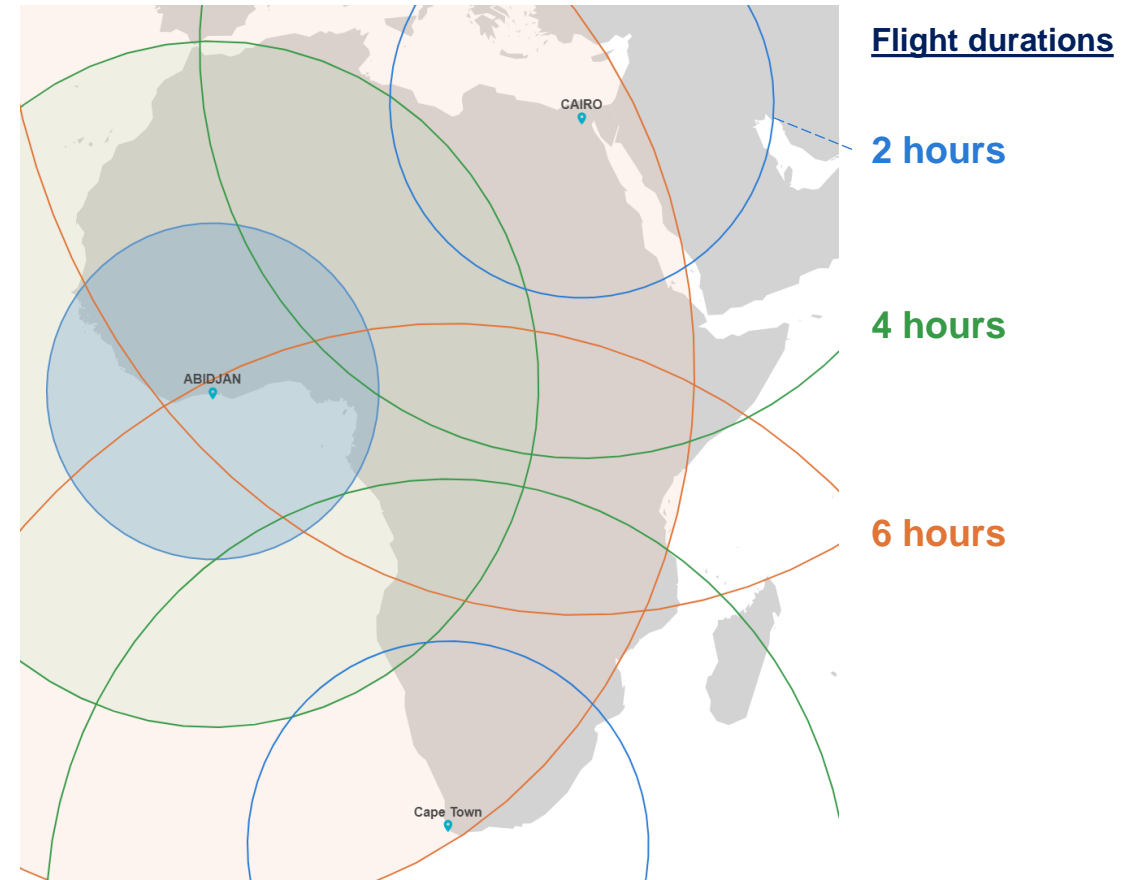 Flight durations
CAIRO
2 hours
4 hours
ABIDJAN
6 hours
Cape Town